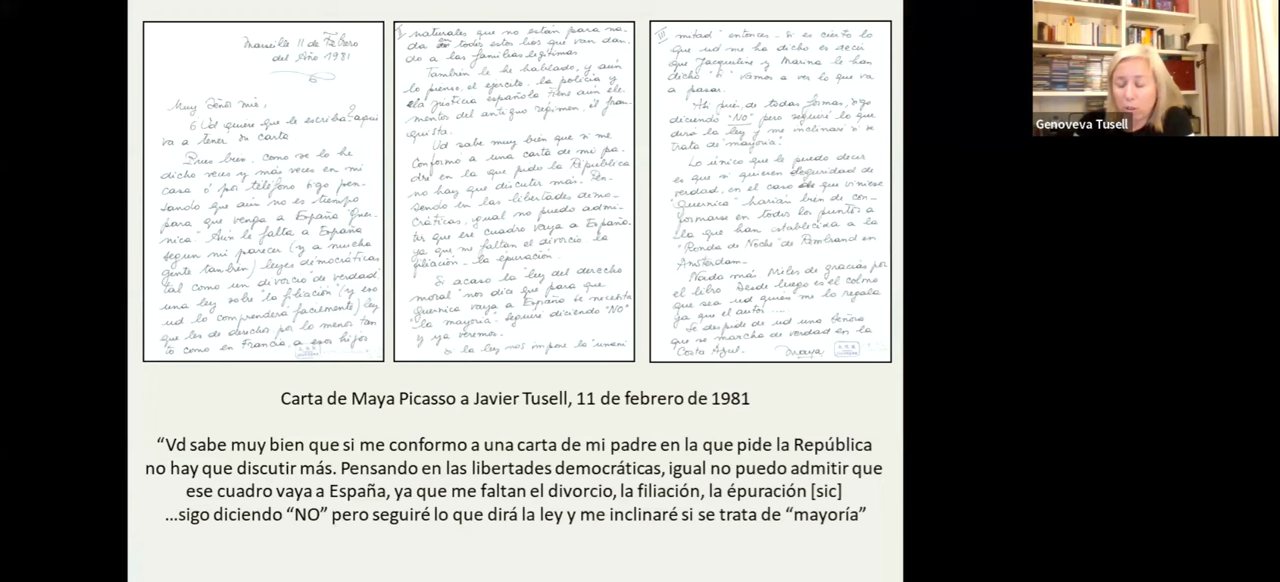 Marseille 11 de Febrero
del Año 1981
Muy Señor mío,
¿Ud quiere que le escriba? aqui
va a tener su carta
Pues bien, como se lo he
dicho veces y más veces en mi
casa ó por teléfono sigo pen-
sando que aún no es tiempo
para que venga a España "Guer-
nica". Aún le falta a España
segun mi parecer (y a mucha
gente tambien) leyes democráticas
tal como un divorcio de verdad
una ley sobre la filiación (y eso
ud lo comprenderá facilmente) ley
que les de derechos por lo menos tan
to como en Francia, a esos hijos
II
naturales que no están para na-
da en todos estos lios que van dan-
do a las familias legítimas
También le he hablado, y aún
lo pienso, el ejército, la policia y
la justicia española tiene aún ele-
mentos del antiguo régimen, el fran-
quista.
Ud sabe muy bien que si me
conformo a una carta de mi pa-
dre en la que pide la República
no hay que discutir más. Pen-
sando en las libertades demo-
cráticas, igual no puedo admi-
tir que ese cuadro vaya a España.
ya que me faltan el divorcio la
filiación - la épuración.
Si acaso la "ley del derecho
moral" nos dice que para que
Guernica vaya a España se necesita
"la mayoría". Seguiré diciendo "NO"
y ya veremos.
o la ley nos impone la "unani
III
mitad" entonces - si es cierto lo
que ud me ha dicho es decir
que Jacqueline y Marina le han
dicho "si" vamos a ver lo que va
a pasar.
Ahi pués, de todas formas, sigo
diciendo "NO" pero seguiré lo que
dirá la ley y me inclinaré si se
trata de "mayoría".
Lo único que le puedo decir
es que si quieren seguridad de
verdad, en el caso de que viniese
"Guernica" harían bien de con-
formarse en todos los puntos a
la que han establecida a la
"Ronda de Noche" de Rembrand en
Amsterdam.
Nada más. Miles de gracias por
el libro. Desde luego es el colmo
que sea ud quien me lo regala
ya que el autor ....
Se despide de ud una Señora
que se marcha de verdad en la
Costa Azul.
Maya
Carta de Maya Picasso a Javier Tusell, 11 de febrero de 1981
“Vd sabe muy bien que si me conformo a una carta de mi padre en la que pide la República
no hay que discutir más. Pensando en las libertades democráticas, igual no puedo admitir que
ese cuadro vaya a España, ya que me faltan el divorcio, la filiación, la épuración [sic]
…sigo diciendo “NO” pero seguiré lo que dirá la ley y me inclinaré si se trata de “mayoría”
Genoveva Tusell